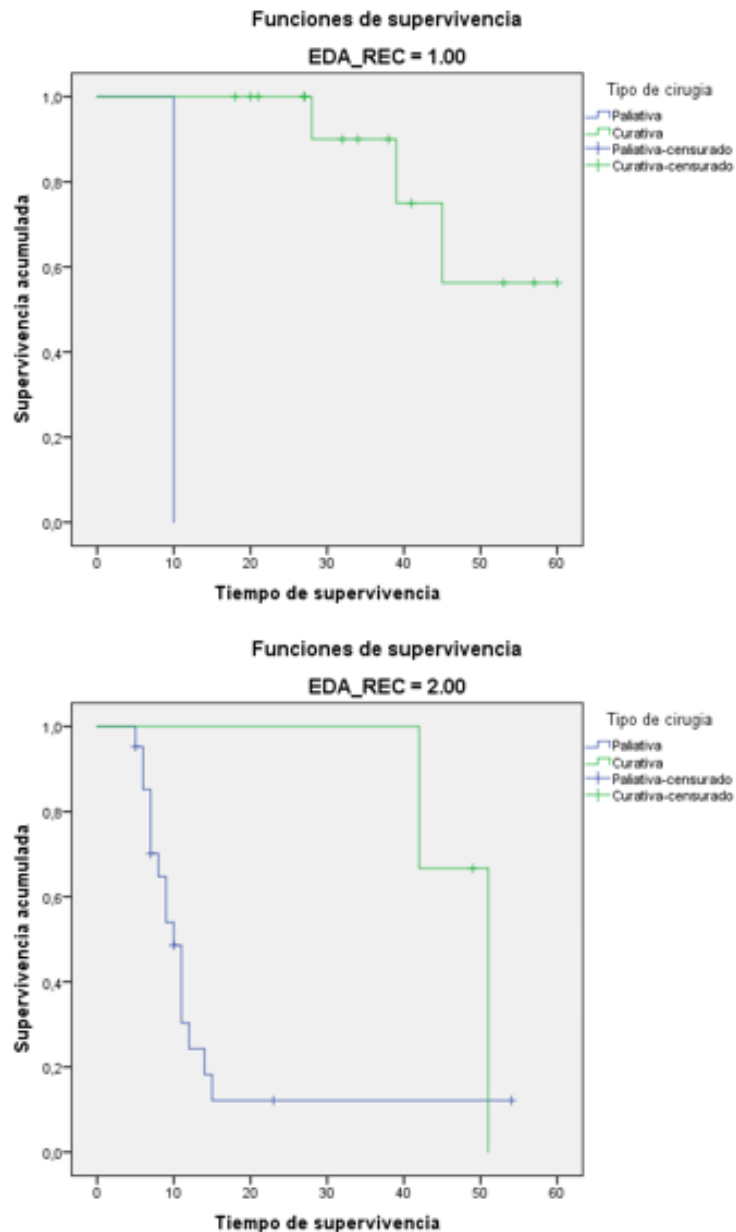 Funciones de supervivencia
EDA_REC = 1.00
Tipo de cirugia
Paliativa
Curativa
Paliativa-censurado
Curativa-censurado
Supervivencia acumulada
1,0
0,8
0,6
0,4
0,2
0,0
0 10 20 30 40 50 60
Tiempo de supervivencia
Funciones de supervivencia
EDA_REC = 2.00
Tipo de cirugia
Paliativa
Curativa
Paliativa-censurado
Curativa-censurado
Supervivencia acumulada
1,0
0,8
0,6
0,4
0,2
0,0
0 10 20 30 40 50 60
Tiempo de supervivencia